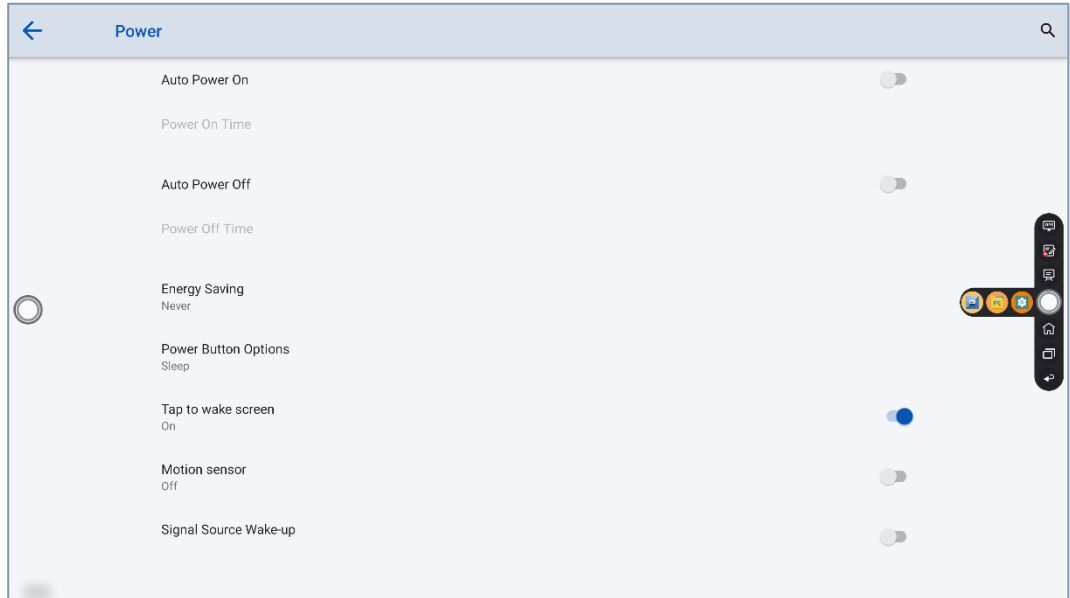 Power
Auto Power On
Power On Time
Auto Power Off
Power Off Time
Energy Saving
Never
Power Button Options
Sleep
Tap to wake screen
On
Motion sensor
Off
Signal Source Wake-up